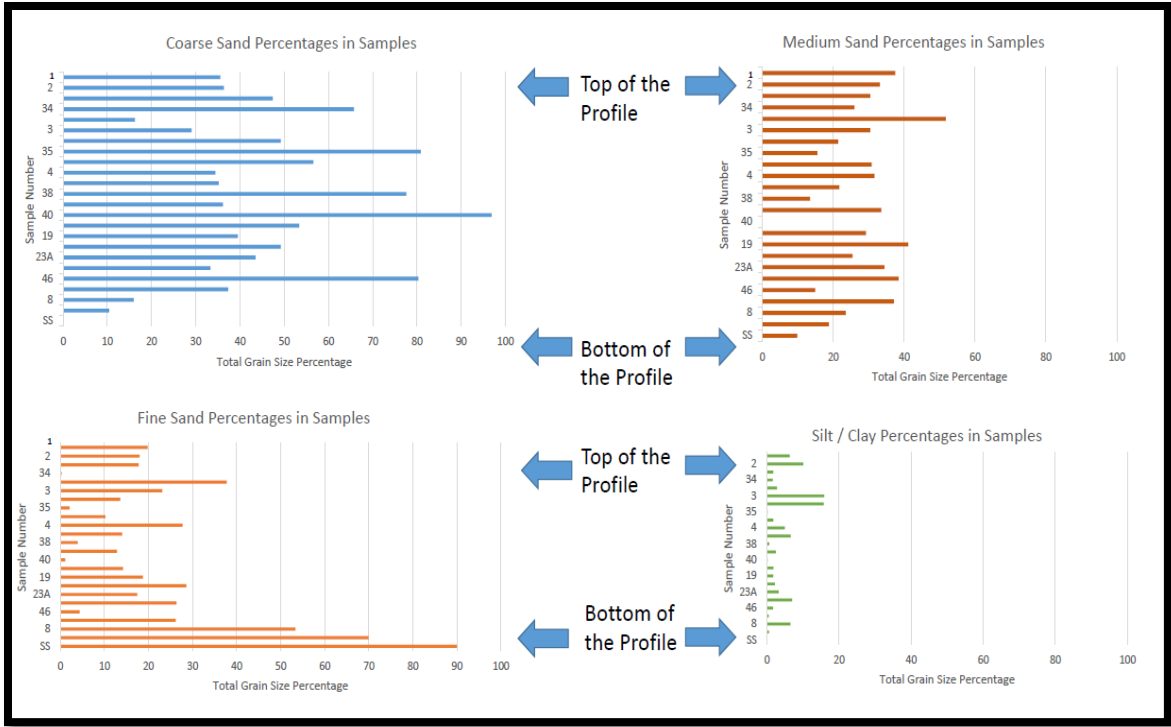 Coarse Sand Percentages in Samples
Sample Number
1
2
34
3
35
4
38
40
19
23A
46
8
SS
0 10 20 30 40 50 60 70 80 90 100
Total Grain Size Percentage
Top of the
Profile
Bottom of
the Profile
Medium Sand Percentages in Samples
Sample Number
1
2
34
3
35
4
38
40
19
23A
46
8
SS
0 20 40 60 80 100
Total Grain Size Percentage
Fine Sand Percentages in Samples
Sample Number
1
2
34
3
35
4
38
40
19
23A
46
8
SS
0 10 20 30 40 50 60 70 80 90 100
Total Grain Size Percentage
Top of the
Profile
Bottom of
the Profile
Silt / Clay Percentages in Samples
Sample Number
2
34
3
35
4
38
40
19
23A
46
8
SS
0 20 40 60 80 100
Total Grain Size Percentage